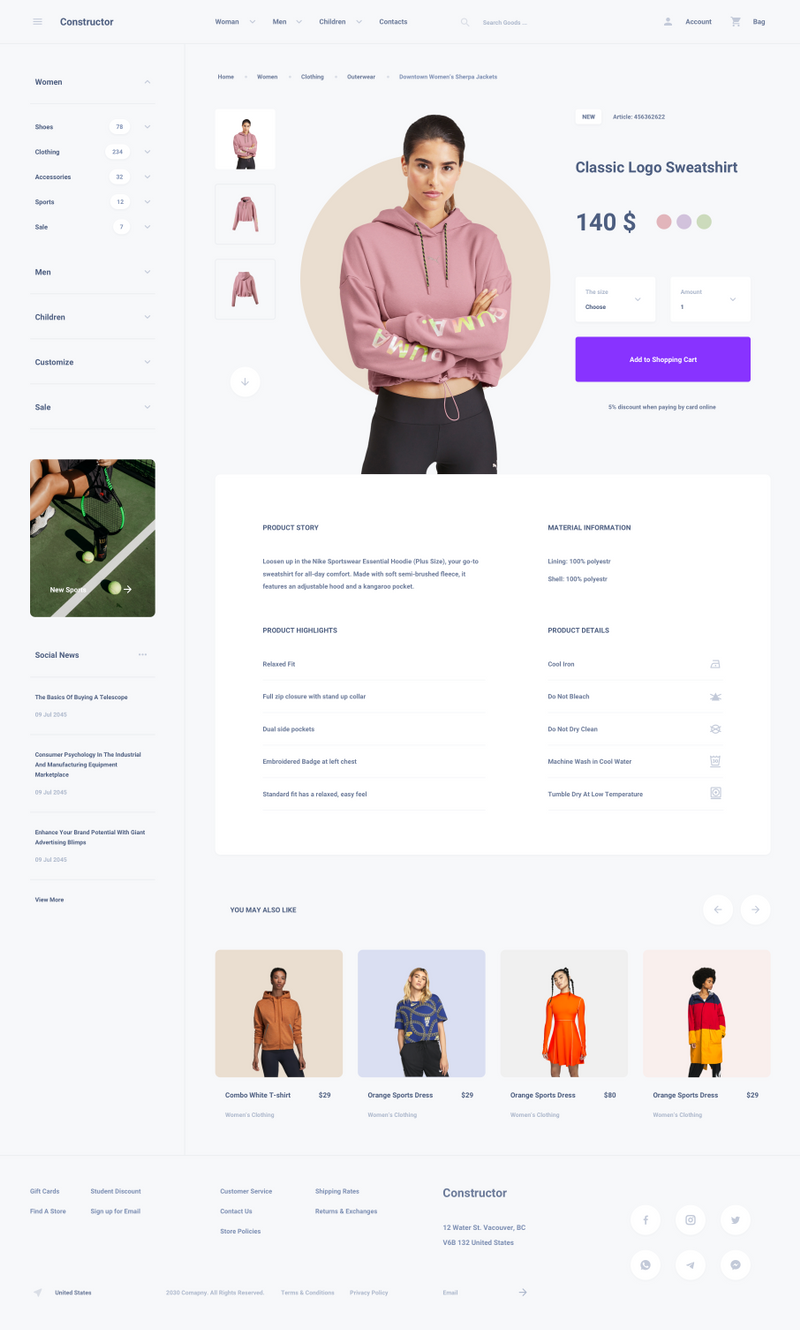 Constructor
Woman
Men
Children
Contacts
Search Goods ...
Account
Bag
Women
Shoes
78
Clothing
234
Accessories
32
Sports
12
Sale
7
Men
Children
Customize
Sale
New Sports
Social News
The Basics Of Buying A Telescope
09 Jul 2045
Consumer Psychology In The Industrial
And Manufacturing Equipment
Marketplace
09 Jul 2045
Enhance Your Brand Potential With Giant
Advertising Blimps
09 Jul 2045
View More
Home
Women
Clothing
Outerwear
Downtown Women's Sherpa Jackets
PUMA.
PUMA
NEW
Article: 456362622
Classic Logo Sweatshirt
140 $
The size
Choose
Amount
1
Add to Shopping Cart
5% discount when paying by card online
PRODUCT STORY
Loosen up in the Nike Sportswear Essential Hoodie (Plus Size), your go-to
sweatshirt for all-day comfort. Made with soft semi-brushed fleece, it
features an adjustable hood and a kangaroo pocket.
MATERIAL INFORMATION
Lining: 100% polyestr
Shell: 100% polyestr
PRODUCT HIGHLIGHTS
Relaxed Fit
Full zip closure with stand up collar
Dual side pockets
Embroidered Badge at left chest
Standard fit has a relaxed, easy feel
PRODUCT DETAILS
Cool Iron
Do Not Bleach
Do Not Dry Clean
Machine Wash in Cool Water
Tumble Dry At Low Temperature
YOU MAY ALSO LIKE
Combo White T-shirt
$29
Women's Clothing
Orange Sports Dress
$29
Women's Clothing
Orange Sports Dress
$80
Women's Clothing
Orange Sports Dress
$29
Women's Clothing
Gift Cards
Student Discount
Find A Store
Sign up for Email
Customer Service
Shipping Rates
Contact Us
Returns & Exchanges
Store Policies
Constructor
12 Water St. Vacouver, BC
V6B 132 United States
United States
2020 Comapny. All Rights Reserved.
Terms & Conditions
Privacy Policy
Email